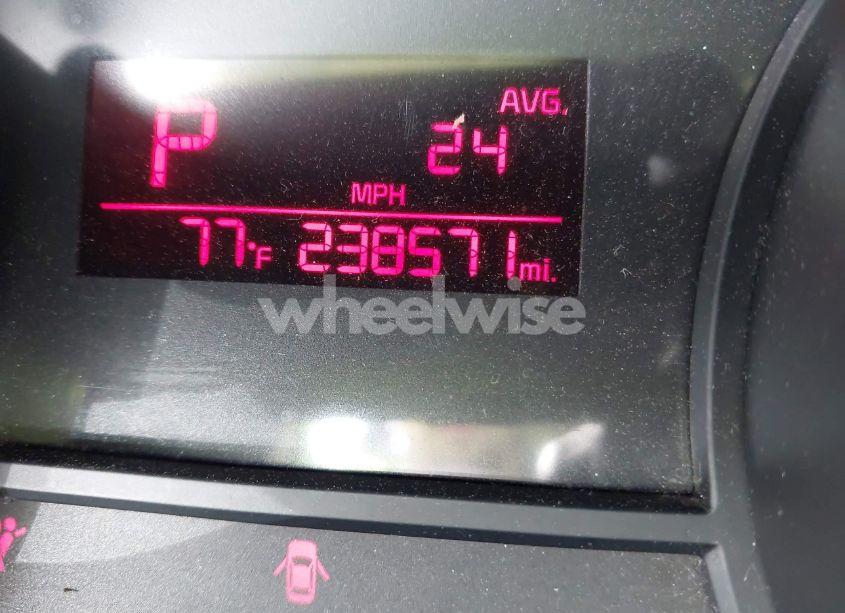 AVG.
P 24
MPH
77°F 238571 mi.
wheelwise